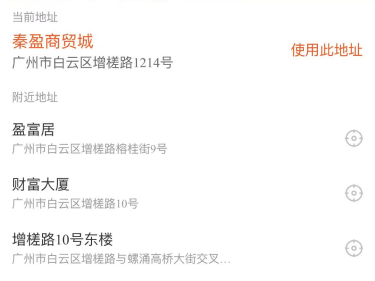 当前地址
秦盈商贸城
使用此地址
广州市白云区增槎路1214号
附近地址
盈富居
广州市白云区增槎路榕桂街9号
财富大厦
广州市白云区增槎路10号
增槎路10号东楼
广州市白云区增槎路与螺涌高桥大街交叉…